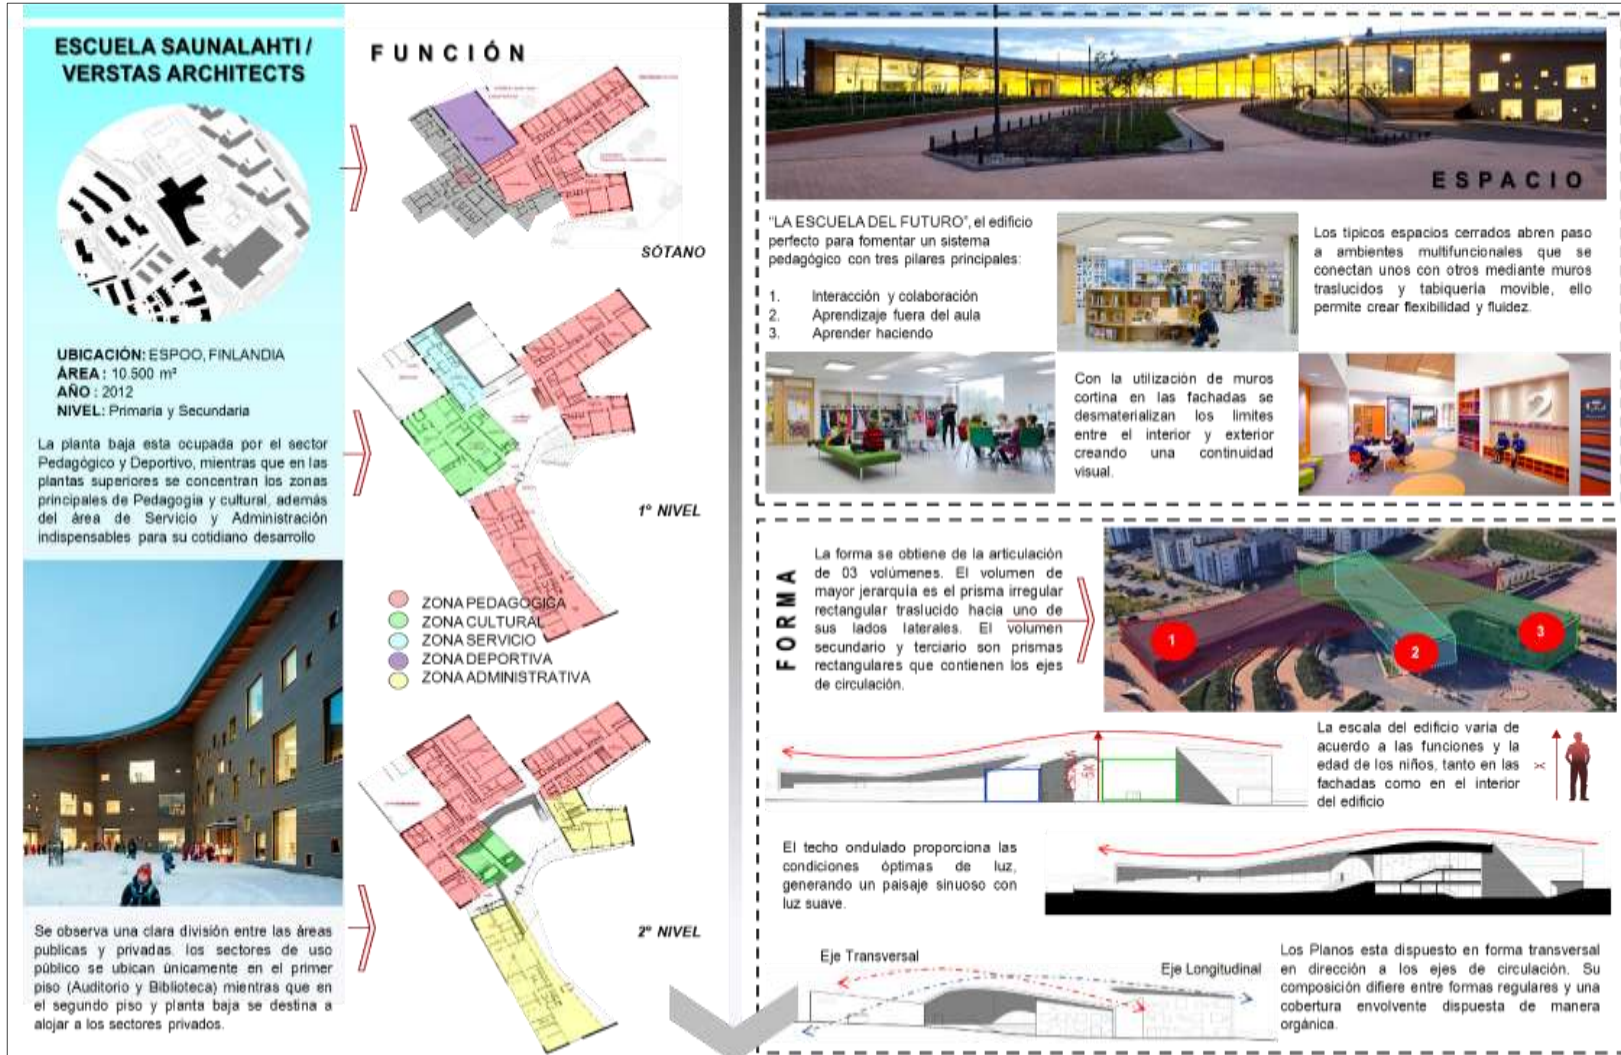 ESCUELA SAUNALAHTI /
VERSTAS ARCHITECTS
UBICACIÓN: ESPOO, FINLANDIA
ÁREA : 10.500 m²
AÑO : 2012
NIVEL: Primaria y Secundaria
La planta baja esta ocupada por el sector
Pedagógico y Deportivo, mientras que en las
plantas superiores se concentran los zonas
principales de Pedagogia y cultural, además
del área de Servicio y Administración
indispensables para su cotidiano desarrollo
Se observa una clara división entre las áreas
publicas y privadas. los sectores de uso
público se ubican únicamente en el primer
piso (Auditorio y Biblioteca) mientras que en
el segundo piso y planta baja se destina a
alojar a los sectores privados.
FUNCIÓN
SÓTANO
1° NIVEL
ZONA PEDAGOGICA
ZONA CULTURAL
ZONA SERVICIO
ZONA DEPORTIVA
ZONA ADMINISTRATIVA
2° NIVEL
ESPACIO
"LA ESCUELA DEL FUTURO", el edificio
perfecto para fomentar un sistema
pedagógico con tres pilares principales:
1. Interacción y colaboración
2. Aprendizaje fuera del aula
3. Aprender haciendo
Los tipicos espacios cerrados abren paso
a ambientes multifuncionales que se
conectan unos con otros mediante muros
traslucidos y tabiquería movible, ello
permite crear flexibilidad y fluidez.
Con la utilización de muros
cortina en las fachadas se
desmaterializan los limites
entre el interior y exterior
creando una continuidad
visual.
2
FORMA
La forma se obtiene de la articulación
de 03 volúmenes. El volumen de
mayor jerarquía es el prisma irregular
rectangular traslucido hacia uno de
sus lados laterales. El volumen
secundario y terciario son prismas
rectangulares que contienen los ejes
de circulación.
1
2
3
La escala del edificio varia de
acuerdo a las funciones y la
edad de los niños, tanto en las
fachadas como en el interior
del edificio
X
El techo ondulado proporciona las
condiciones óptimas de luz,
generando un paisaje sinuoso con
luz suave.
Eje Transversal
Eje Longitudinal
Los Planos esta dispuesto en forma transversal
en dirección a los ejes de circulación. Su
composición difiere entre formas regulares y una
cobertura envolvente dispuesta de manera
orgánica.